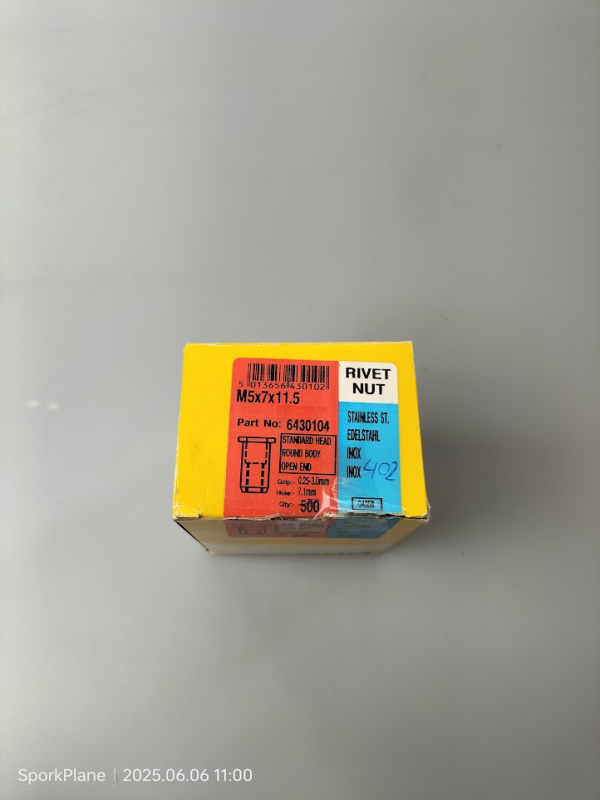 5 013656 430102
M5x7x11.5
Part No: 6430104
STANDARD HEAD
ROUND BODY
OPEN END
Grip:- 0.25-3.0mm
Hole:- 7.1mm
Qty:- 500
RIVET
NUT
STAINLESS ST.
EDELSTAHL
INOX
INOX
402
SporkPlane | 2025.06.06 11:00